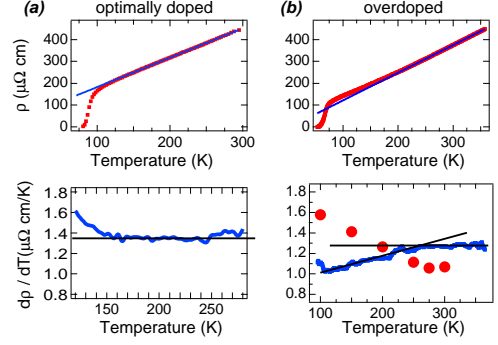 (a) optimally doped
(b) overdoped
ρ (μΩ cm)
400
300
200
100
0
100 200 300
Temperature (K)
400
300
200
100
0
100 200 300
Temperature (K)
dρ / dT(μΩ cm/K)
1.8
1.6
1.4
1.2
1.0
150 200 250
Temperature (K)
1.8
1.6
1.4
1.2
1.0
100 150 200 250 300 350
Temperature (K)